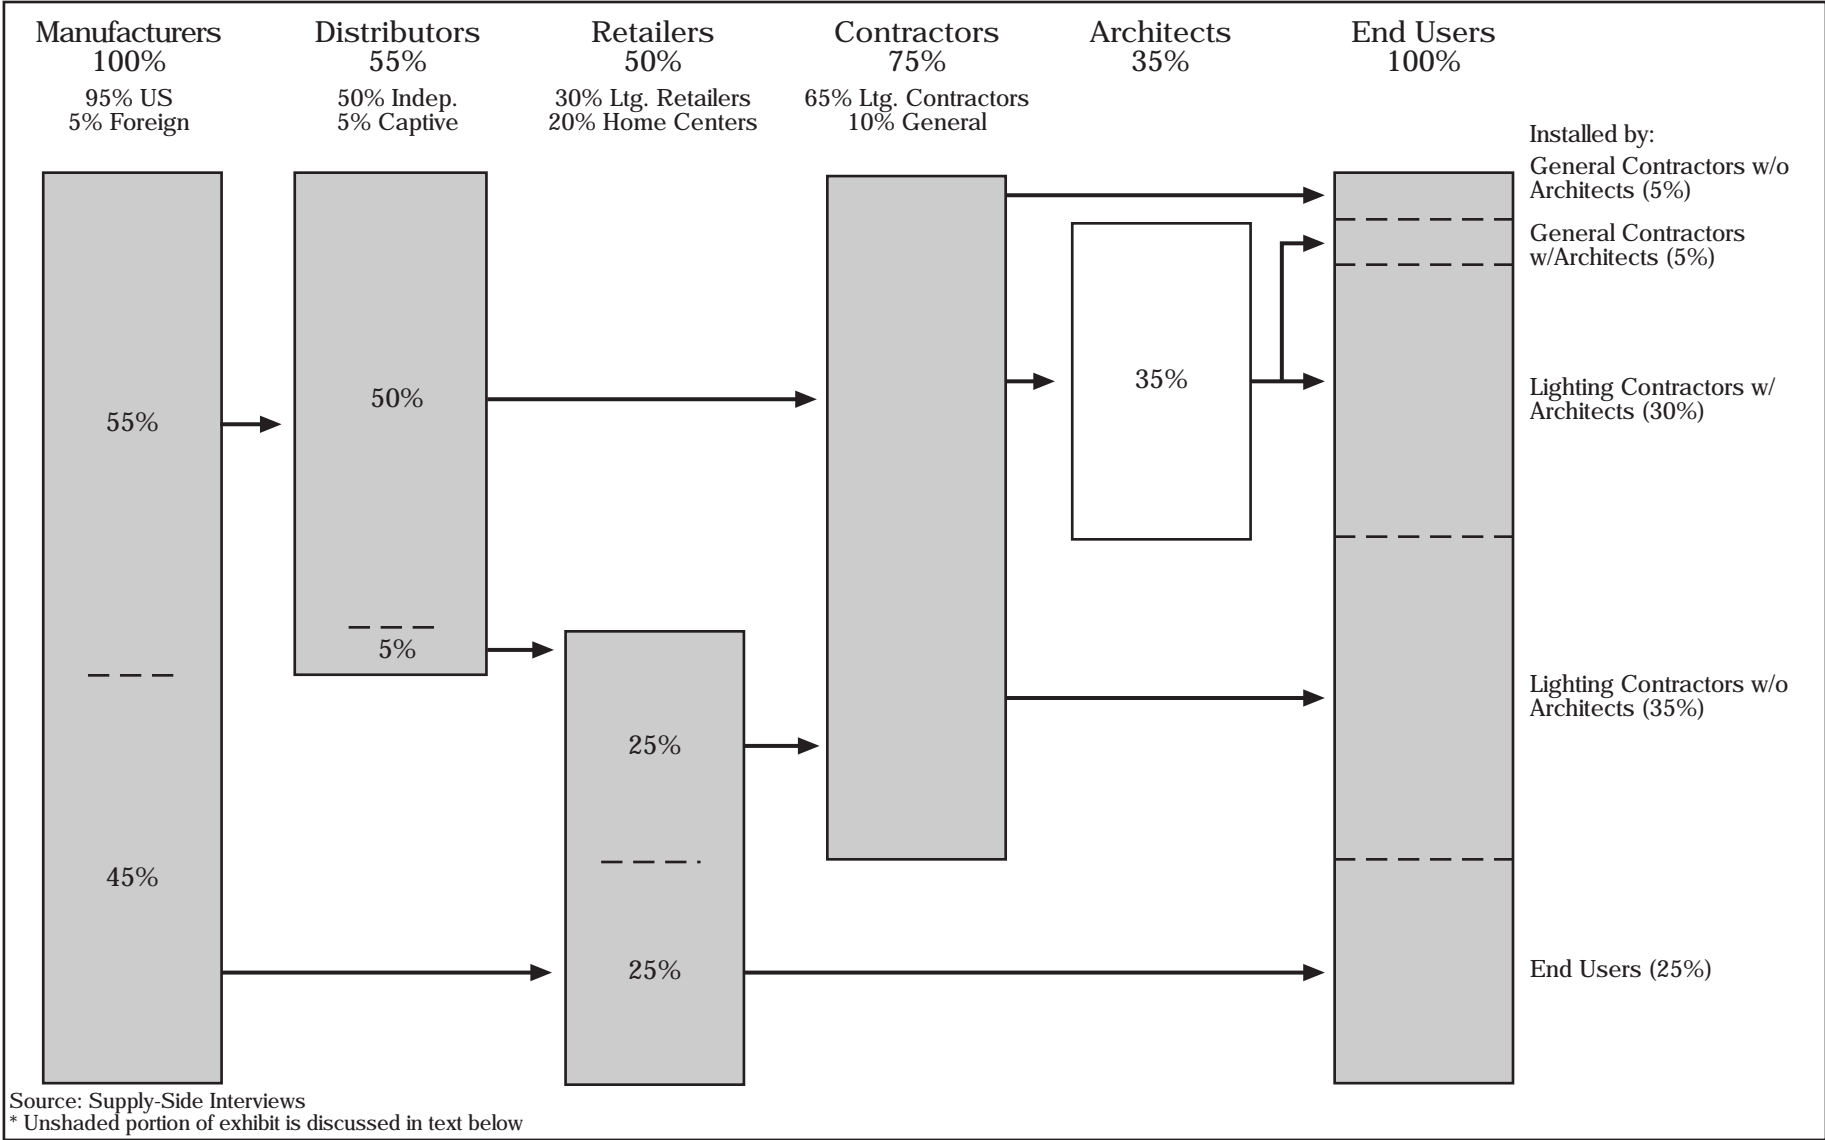 Manufacturers
100%
95% US
5% Foreign
Distributors
55%
50% Indep.
5% Captive
Retailers
50%
30% Ltg. Retailers
20% Home Centers
Contractors
75%
65% Ltg. Contractors
10% General
Architects
35%
End Users
100%
55%
45%
50%
5%
25%
25%
35%
Installed by:
General Contractors w/o
Architects (5%)
General Contractors
w/Architects (5%)
Lighting Contractors w/
Architects (30%)
Lighting Contractors w/o
Architects (35%)
End Users (25%)
Source: Supply-Side Interviews
* Unshaded portion of exhibit is discussed in text below